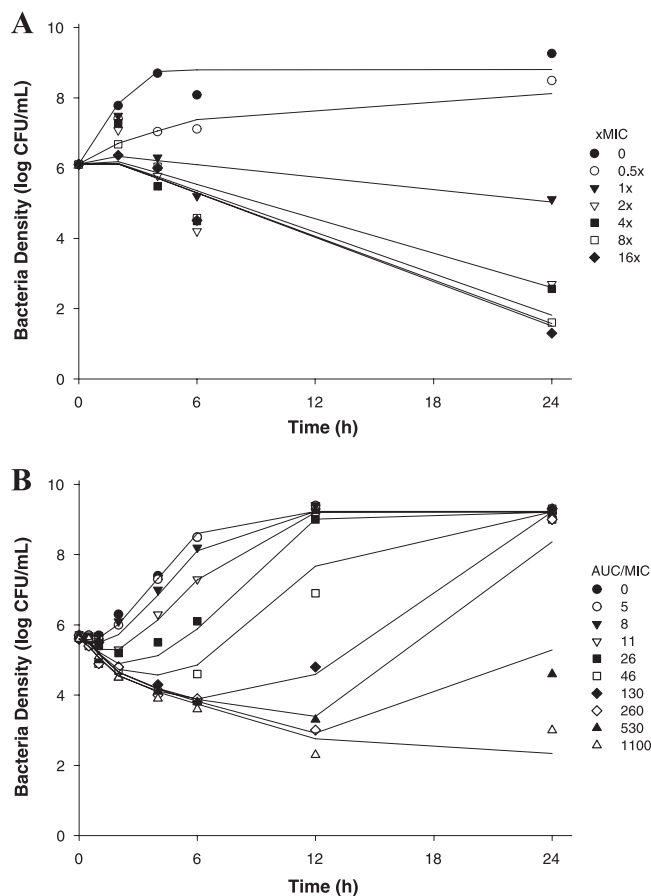 A
10
8
6
4
2
0
Bacteria Density (log CFU/mL)
0
6
12
18
24
Time (h)
xMIC
0
0.5x
1x
2x
4x
8x
16x
B
10
8
6
4
2
0
Bacteria Density (log CFU/mL)
0
6
12
18
24
Time (h)
AUC/MIC
0
5
8
11
26
46
130
260
530
1100